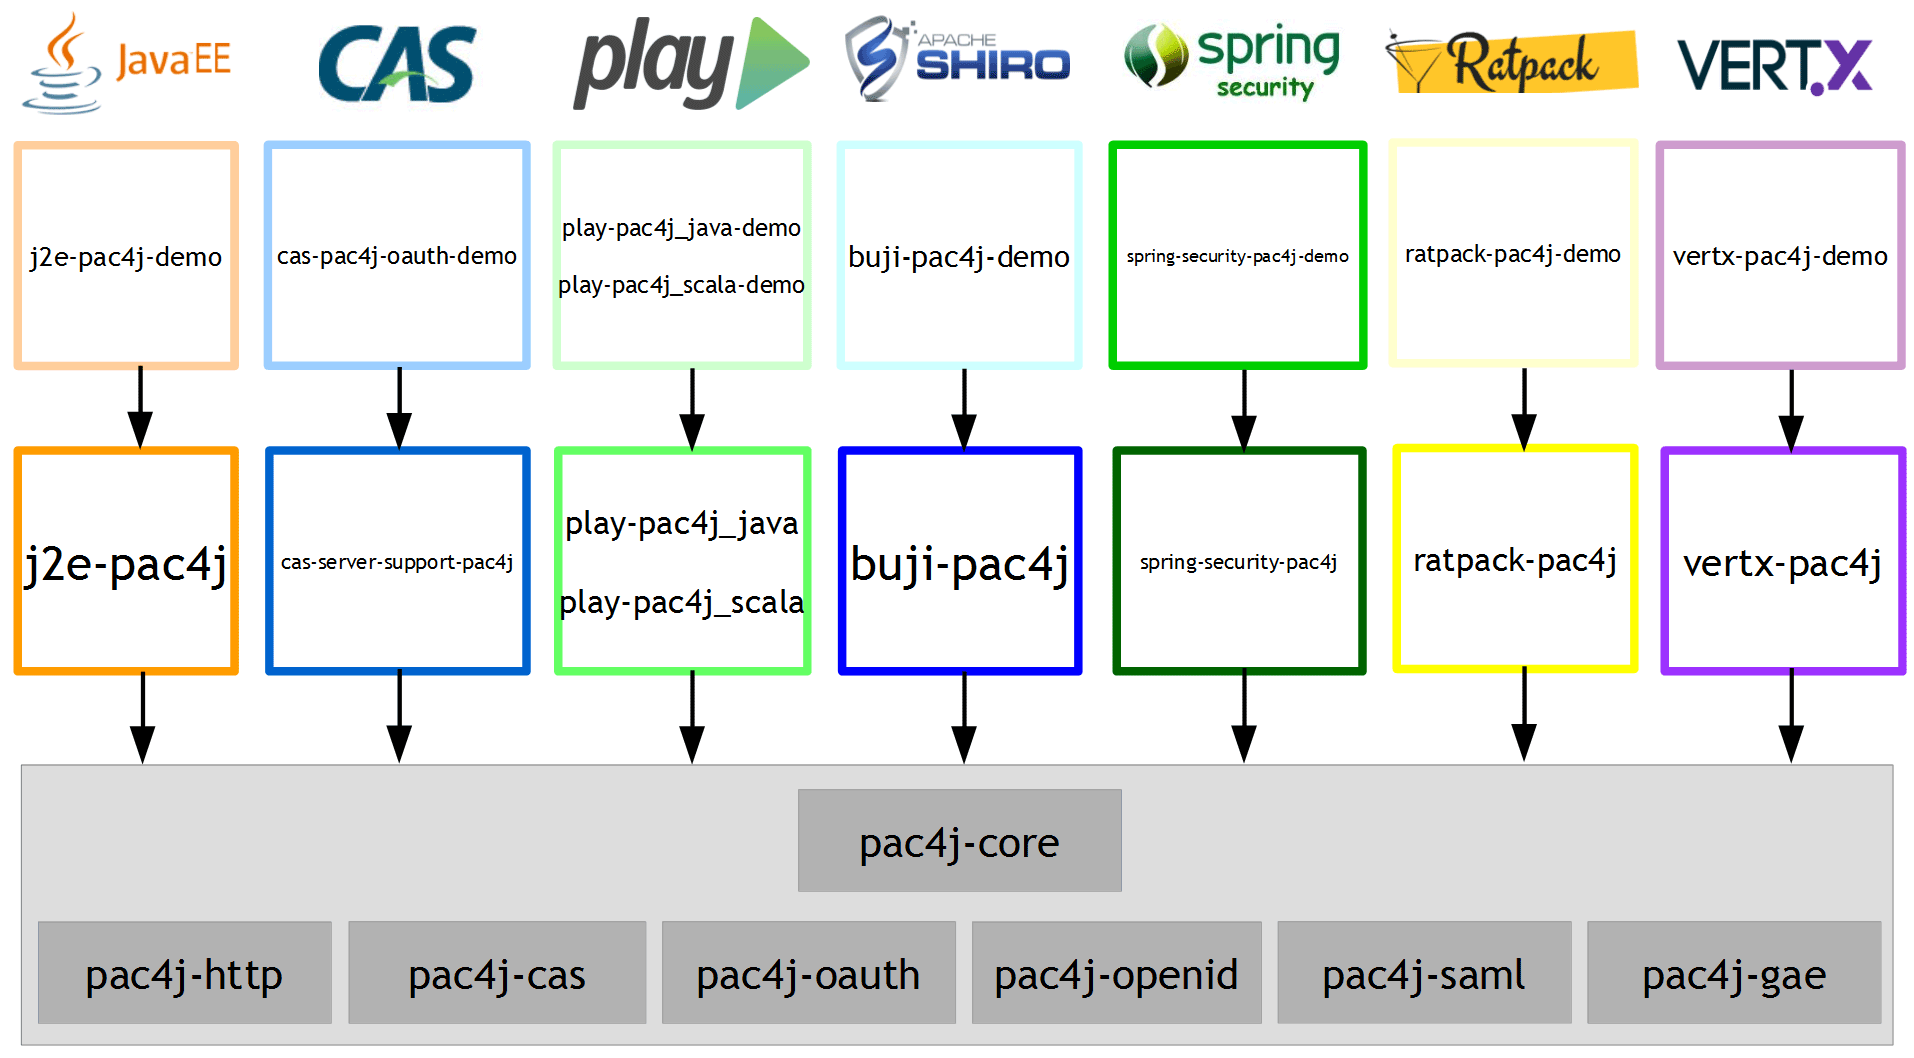 JavaEE
CAS
play
APACHE
SHIRO
spring
security
Ratpack
VERT.X
j2e-pac4j-demo
cas-pac4j-oauth-demo
play-pac4j_java-demo
play-pac4j_scala-demo
buji-pac4j-demo
spring-security-pac4j-demo
ratpack-pac4j-demo
vertx-pac4j-demo
j2e-pac4j
cas-server-support-pac4j
play-pac4j_java
play-pac4j_scala
buji-pac4j
spring-security-pac4j
ratpack-pac4j
vertx-pac4j
pac4j-core
pac4j-http
pac4j-cas
pac4j-oauth
pac4j-openid
pac4j-saml
pac4j-gae